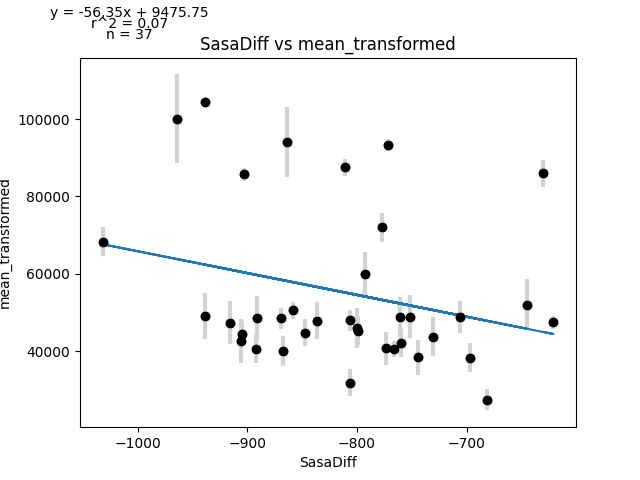 y = -56.35x + 9475.75
r^2 = 0.07
n = 37
SasaDiff vs mean_transformed
mean_transformed
100000
80000
60000
40000
−1000
−900
−800
−700
SasaDiff